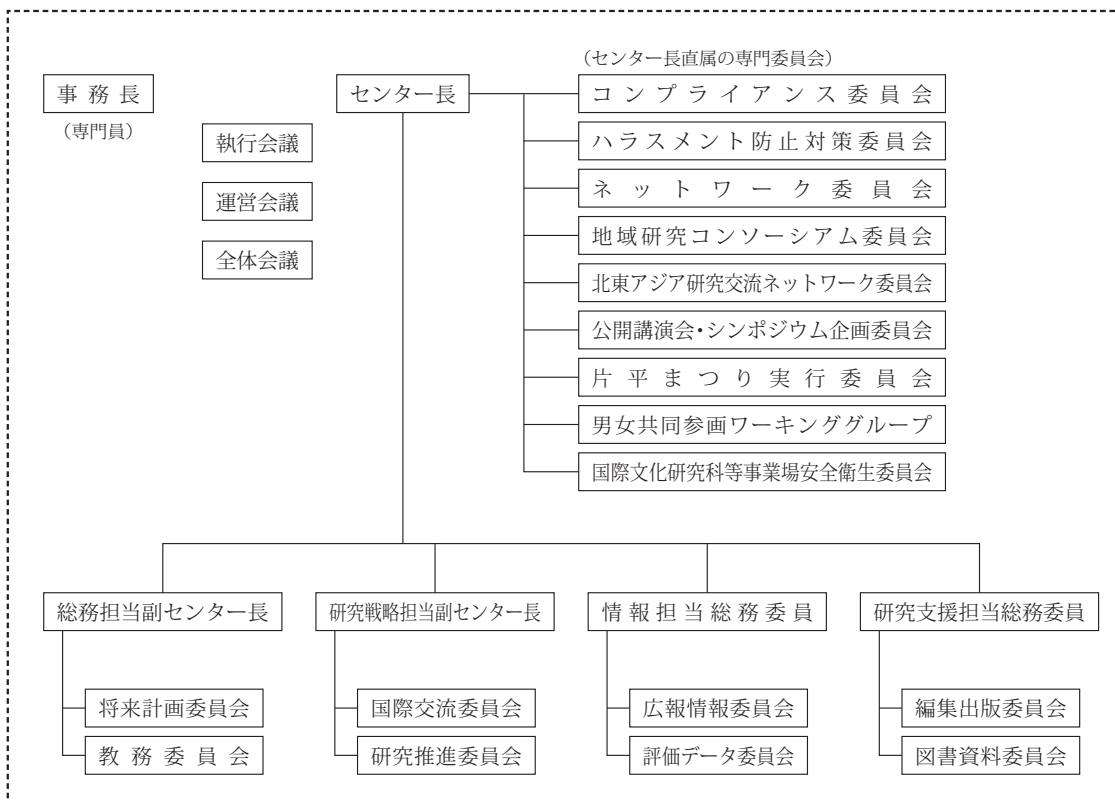 (センター長直属の専門委員会)
事務長
センター長
コンプライアンス委員会
(専門員)
執行会議
ハラスメント防止対策委員会
運営会議
ネットワーク委員会
全体会議
地域研究コンソーシアム委員会
北東アジア研究交流ネットワーク委員会
公開講演会・シンポジウム企画委員会
片平まつり実行委員会
男女共同参画ワーキンググループ
国際文化研究科等事業場安全衛生委員会
総務担当副センター長
研究戦略担当副センター長
情報担当総務委員
研究支援担当総務委員
将来計画委員会
国際交流委員会
広報情報委員会
編集出版委員会
教務委員会
研究推進委員会
評価データ委員会
図書資料委員会